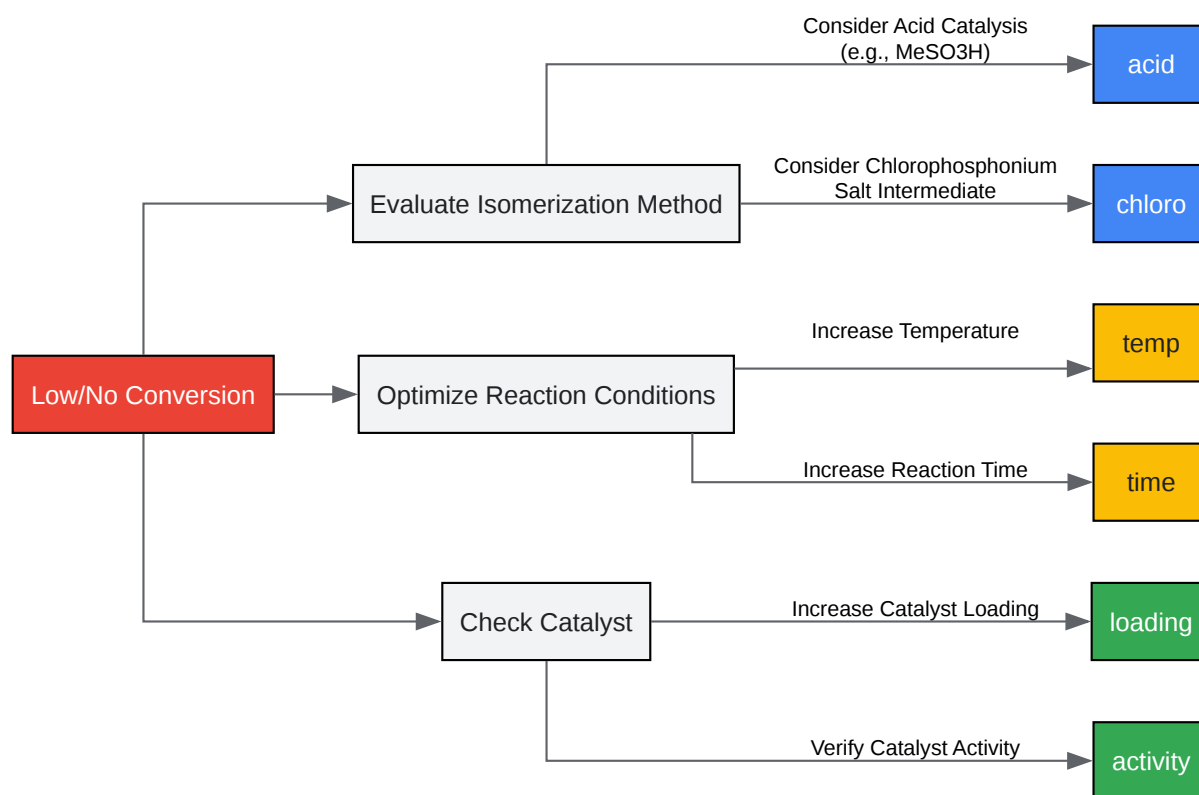 Consider Acid Catalysis
(e.g., MeSO3H)
acid
Consider Chlorophosphonium
Salt Intermediate
Evaluate Isomerization Method
chloro
Increase Temperature
temp
Low/No Conversion
Optimize Reaction Conditions
Increase Reaction Time
time
Check Catalyst
Increase Catalyst Loading
loading
Verify Catalyst Activity
activity